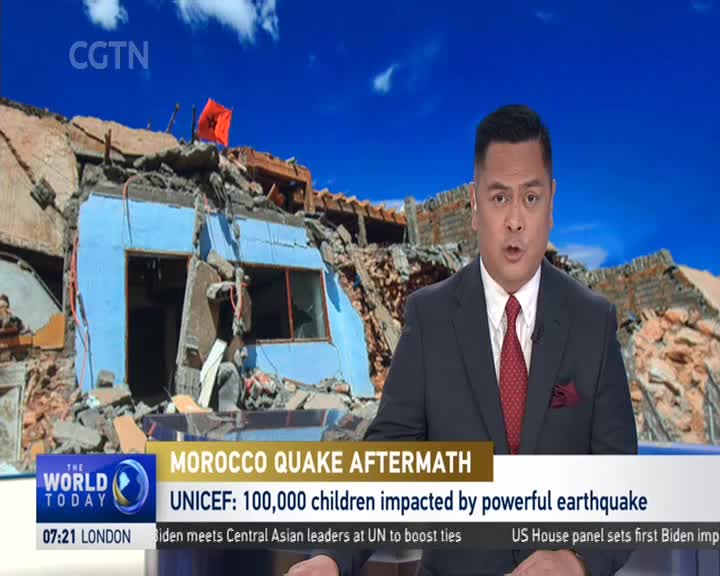 CGTN
MOROCCO QUAKE AFTERMATH
THE
WORLD
TODAY
UNICEF: 100,000 children impacted by powerful earthquake
07:21 LONDON
Biden meets Central Asian leaders at UN to boost ties
US House panel sets first Biden imp